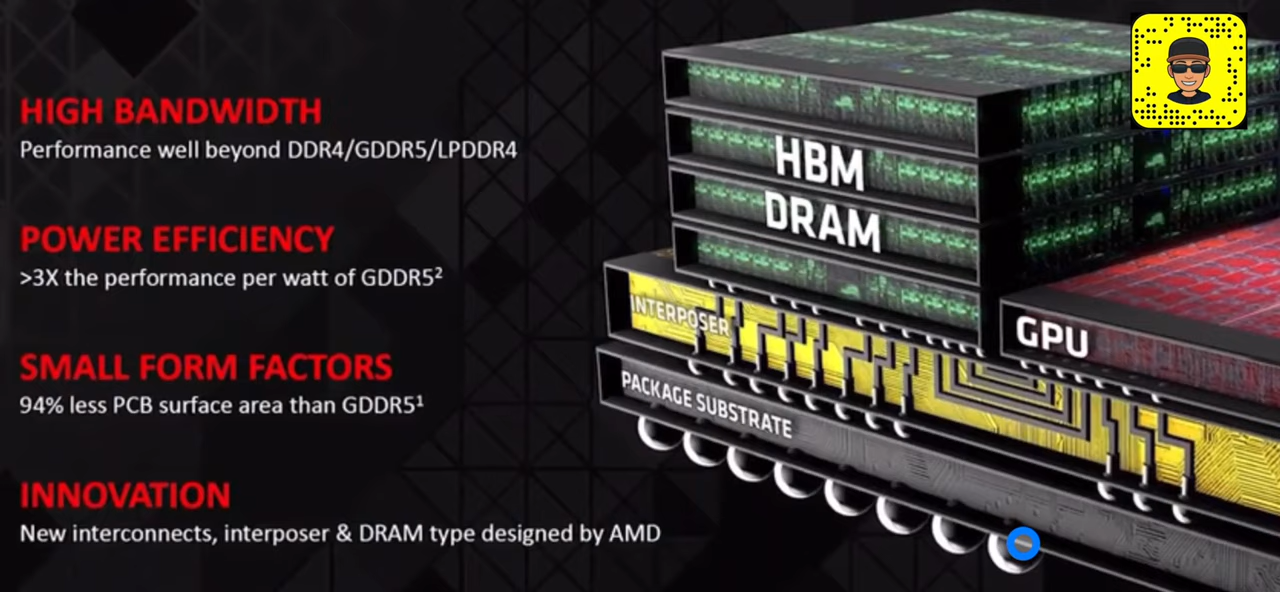 HIGH BANDWIDTH
Performance well beyond DDR4/GDDR5/LPDDR4
POWER EFFICIENCY
>3X the performance per watt of GDDR5²
SMALL FORM FACTORS
94% less PCB surface area than GDDR5¹
INNOVATION
New interconnects, interposer & DRAM type designed by AMD
HBM
DRAM
INTERPOSER
GPU
PACKAGE SUBSTRATE